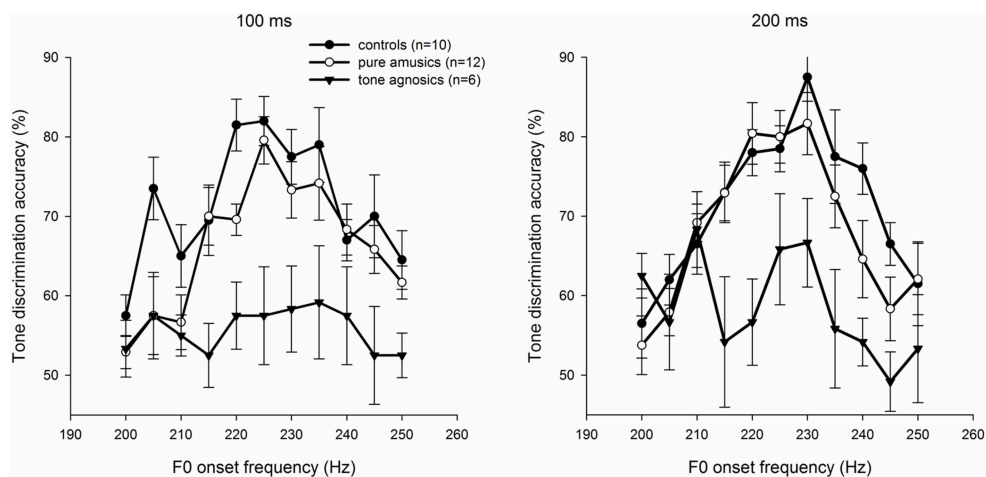 100 ms
200 ms
controls (n=10)
pure amusics (n=12)
tone agnosics (n=6)
Tone discrimination accuracy (%)
90
80
70
60
50
190 200 210 220 230 240 250 260
F0 onset frequency (Hz)
Tone discrimination accuracy (%)
90
80
70
60
50
190 200 210 220 230 240 250 260
F0 onset frequency (Hz)